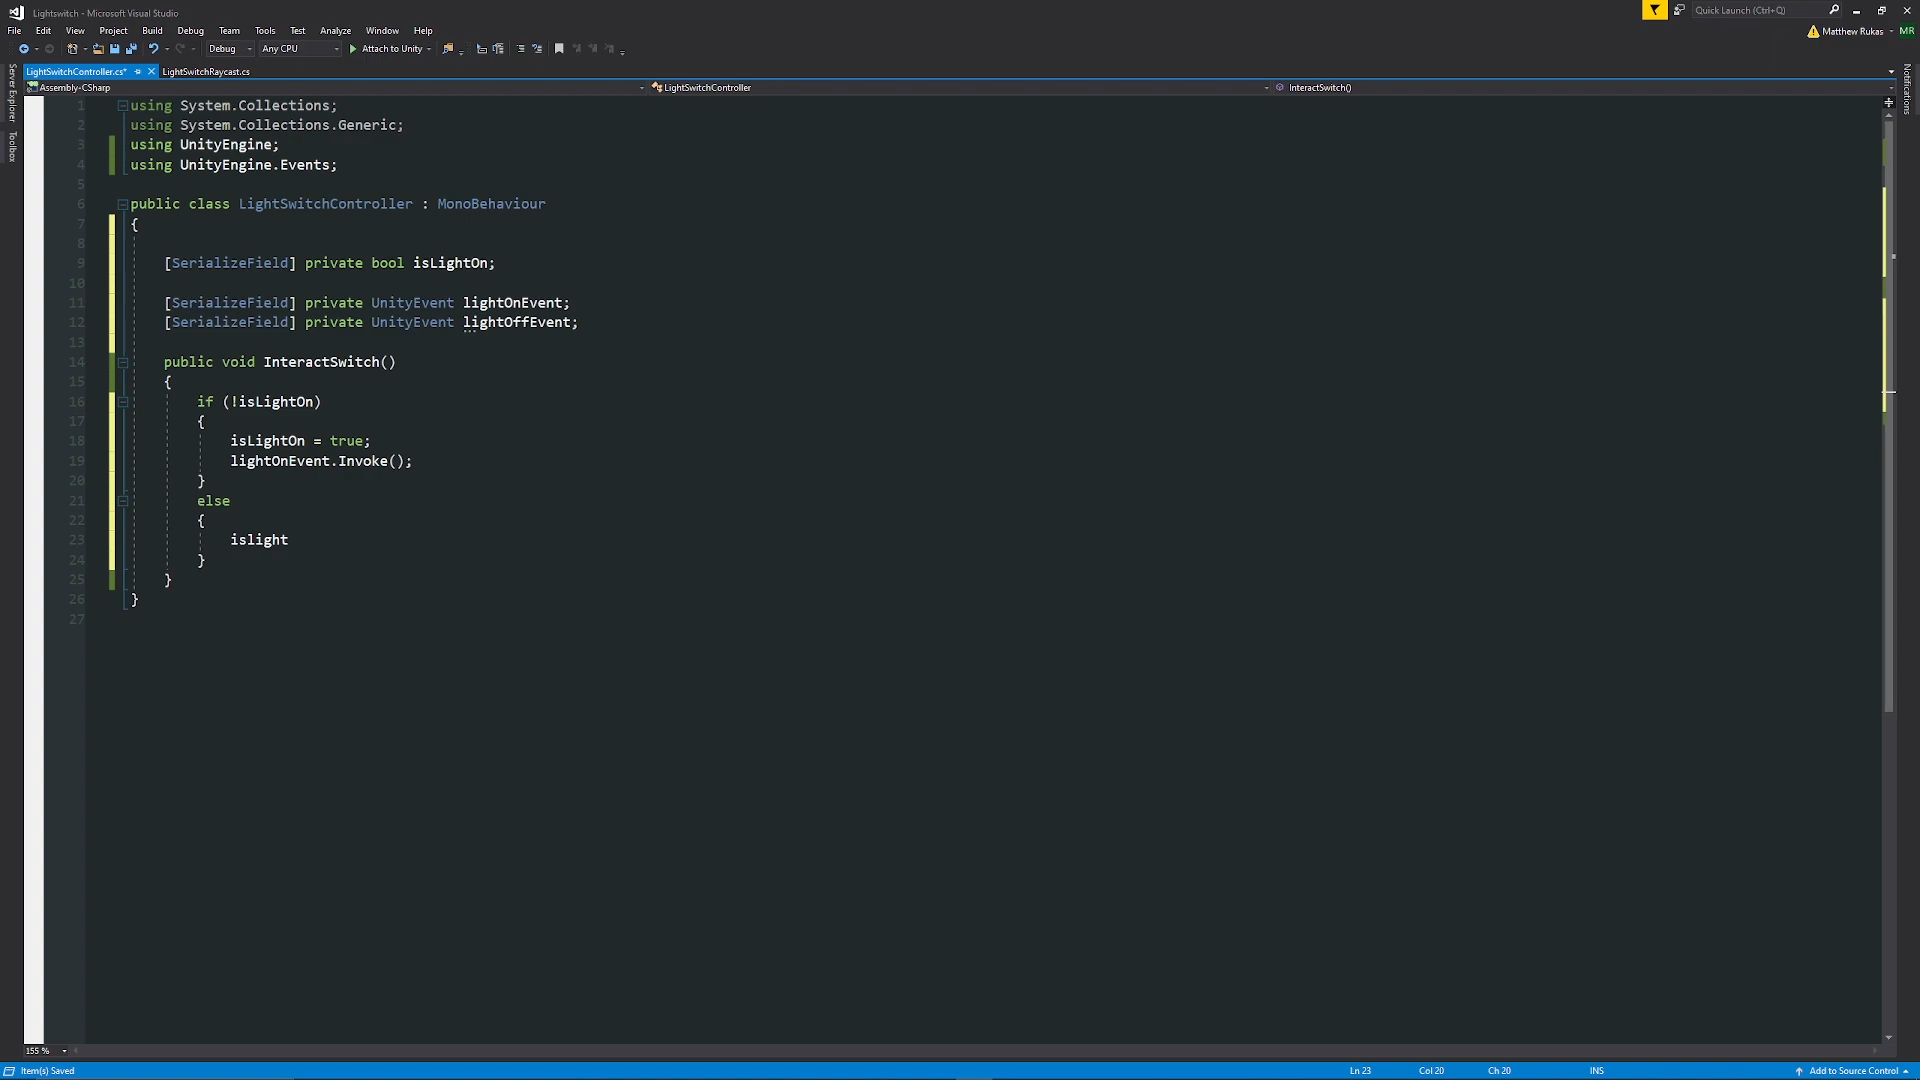 Lightswitch - Microsoft Visual Studio
Quick Launch (Ctrl+Q)
File Edit View Project Build Debug Team Tools Test Analyze Window Help
Matthew Rukas MR
Debug Any CPU Attach to Unity
Server Explorer
Toolbox
Notifications
LightSwitchController.cs* LightSwitchRaycast.cs
Assembly-CSharp LightSwitchController InteractSwitch()
1 using System.Collections;
2 using System.Collections.Generic;
3 using UnityEngine;
4 using UnityEngine.Events;
5
6 public class LightSwitchController : MonoBehaviour
7 {
8
9 [SerializeField] private bool isLightOn;
10
11 [SerializeField] private UnityEvent lightOnEvent;
12 [SerializeField] private UnityEvent lightOffEvent;
13
14 public void InteractSwitch()
15 {
16 if (!isLightOn)
17 {
18 isLightOn = true;
19 lightOnEvent.Invoke();
20 }
21 else
22 {
23 islight
24 }
25 }
26 }
27
155 %
Item(s) Saved Ln 23 Col 20 Ch 20 INS Add to Source Control